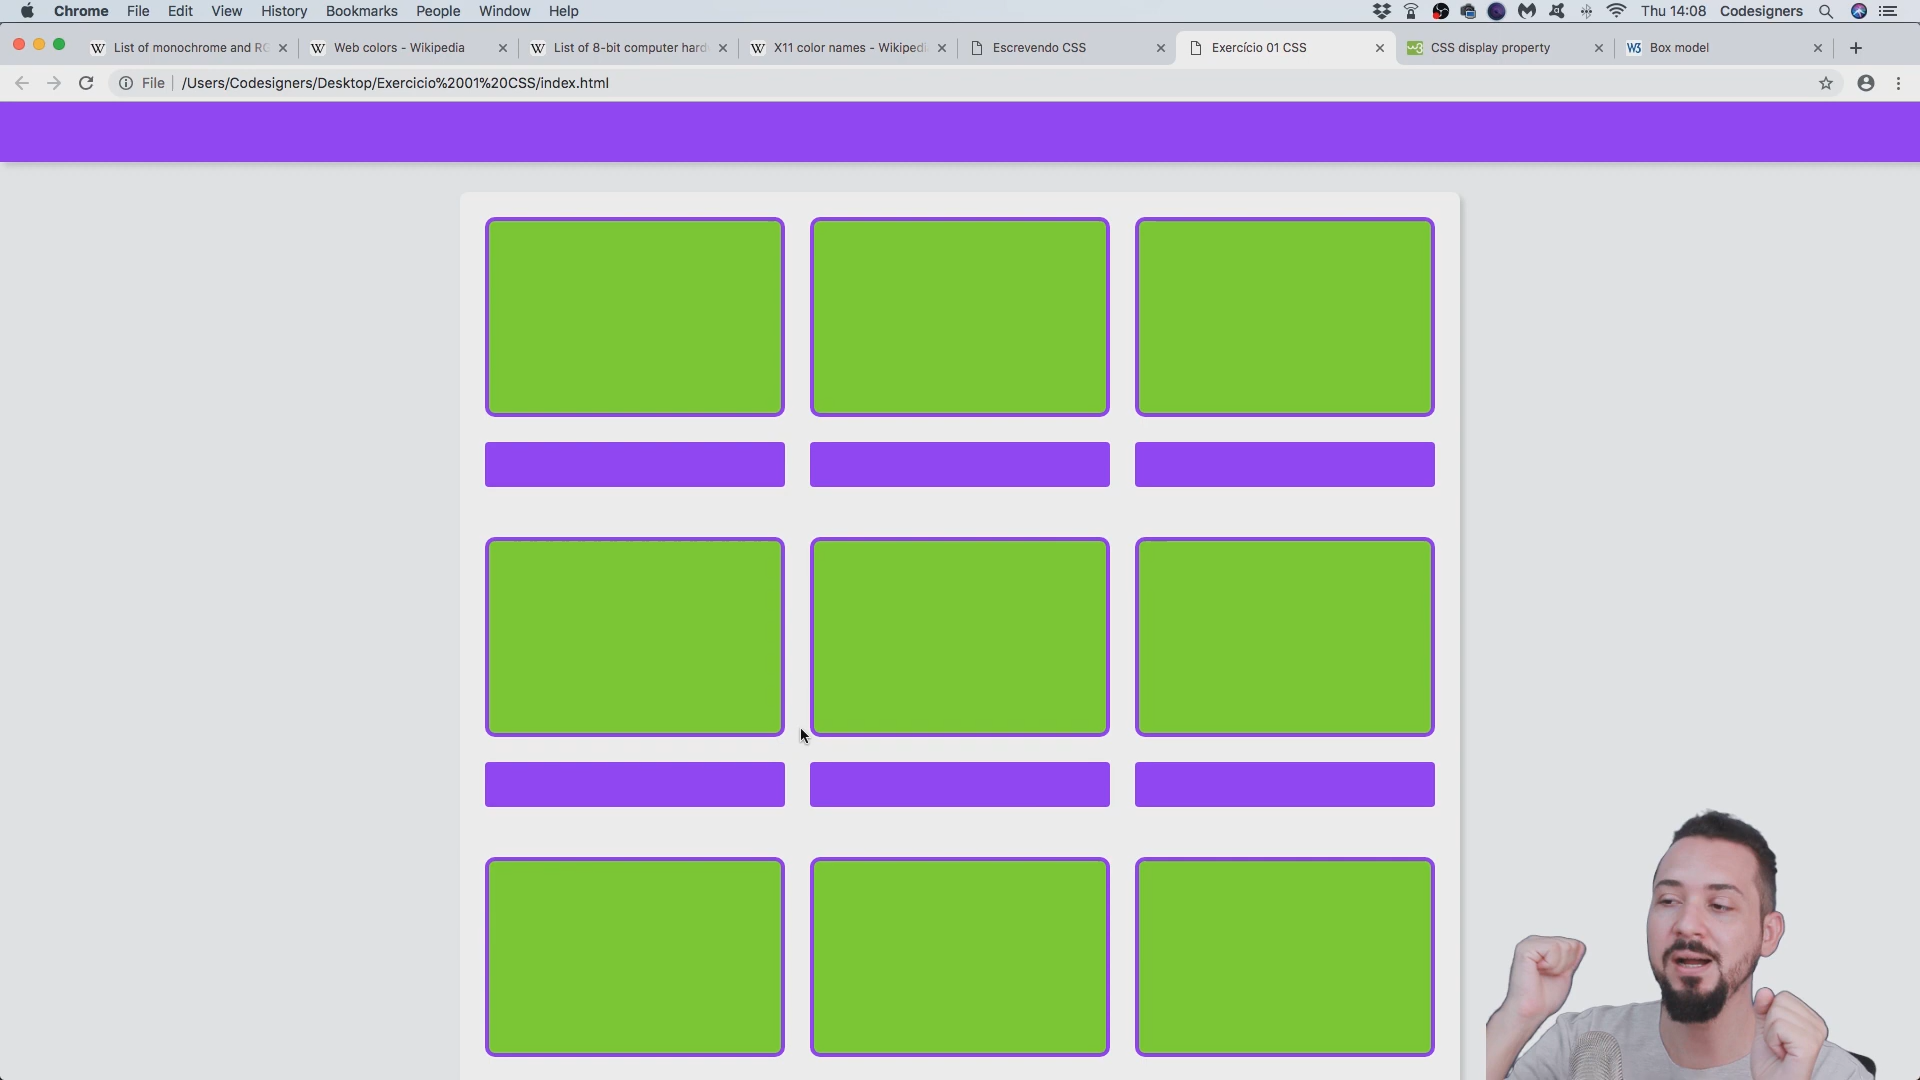 Chrome File Edit View History Bookmarks People Window Help Thu 14:08 Codesigners
List of monochrome and RG Web colors - Wikipedia List of 8-bit computer hard X11 color names - Wikipedi Escrevendo CSS Exercício 01 CSS CSS display property Box model
File /Users/Codesigners/Desktop/Exercicio%2001%20CSS/index.html